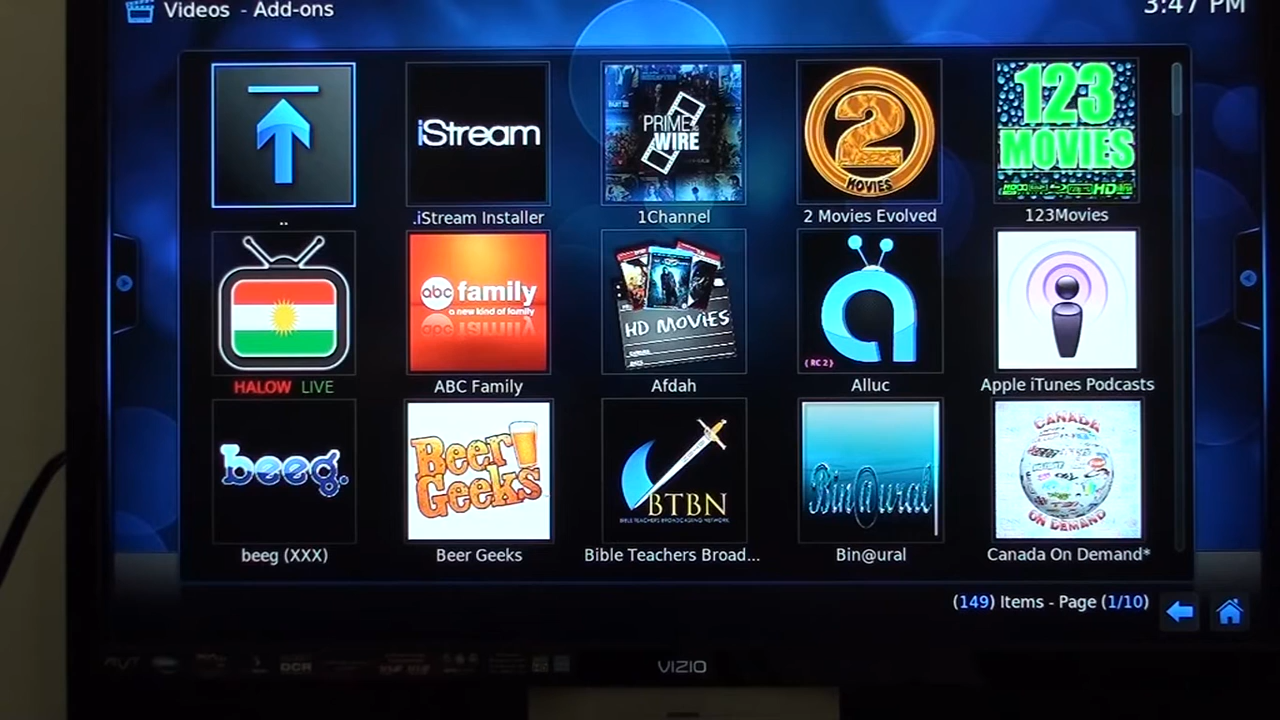 Videos - Add-ons
3:47 PM
iStream
PRIME WIRE
2
MOVIES
123
MOVIES
HD
..
.iStream Installer
1Channel
2 Movies Evolved
123Movies
abc family
a new kind of family
HD MOVIES
{ RC 2 }
HALOW LIVE
ABC Family
Afdah
Alluc
Apple iTunes Podcasts
beeg.
Beer
Geeks
BTBN
BIBLE TEACHERS BROADCASTING NETWORK
Bin@ural
CANADA
ON DEMAND
beeg (XXX)
Beer Geeks
Bible Teachers Broad...
Bin@ural
Canada On Demand*
(149) Items - Page (1/10)
VIZIO